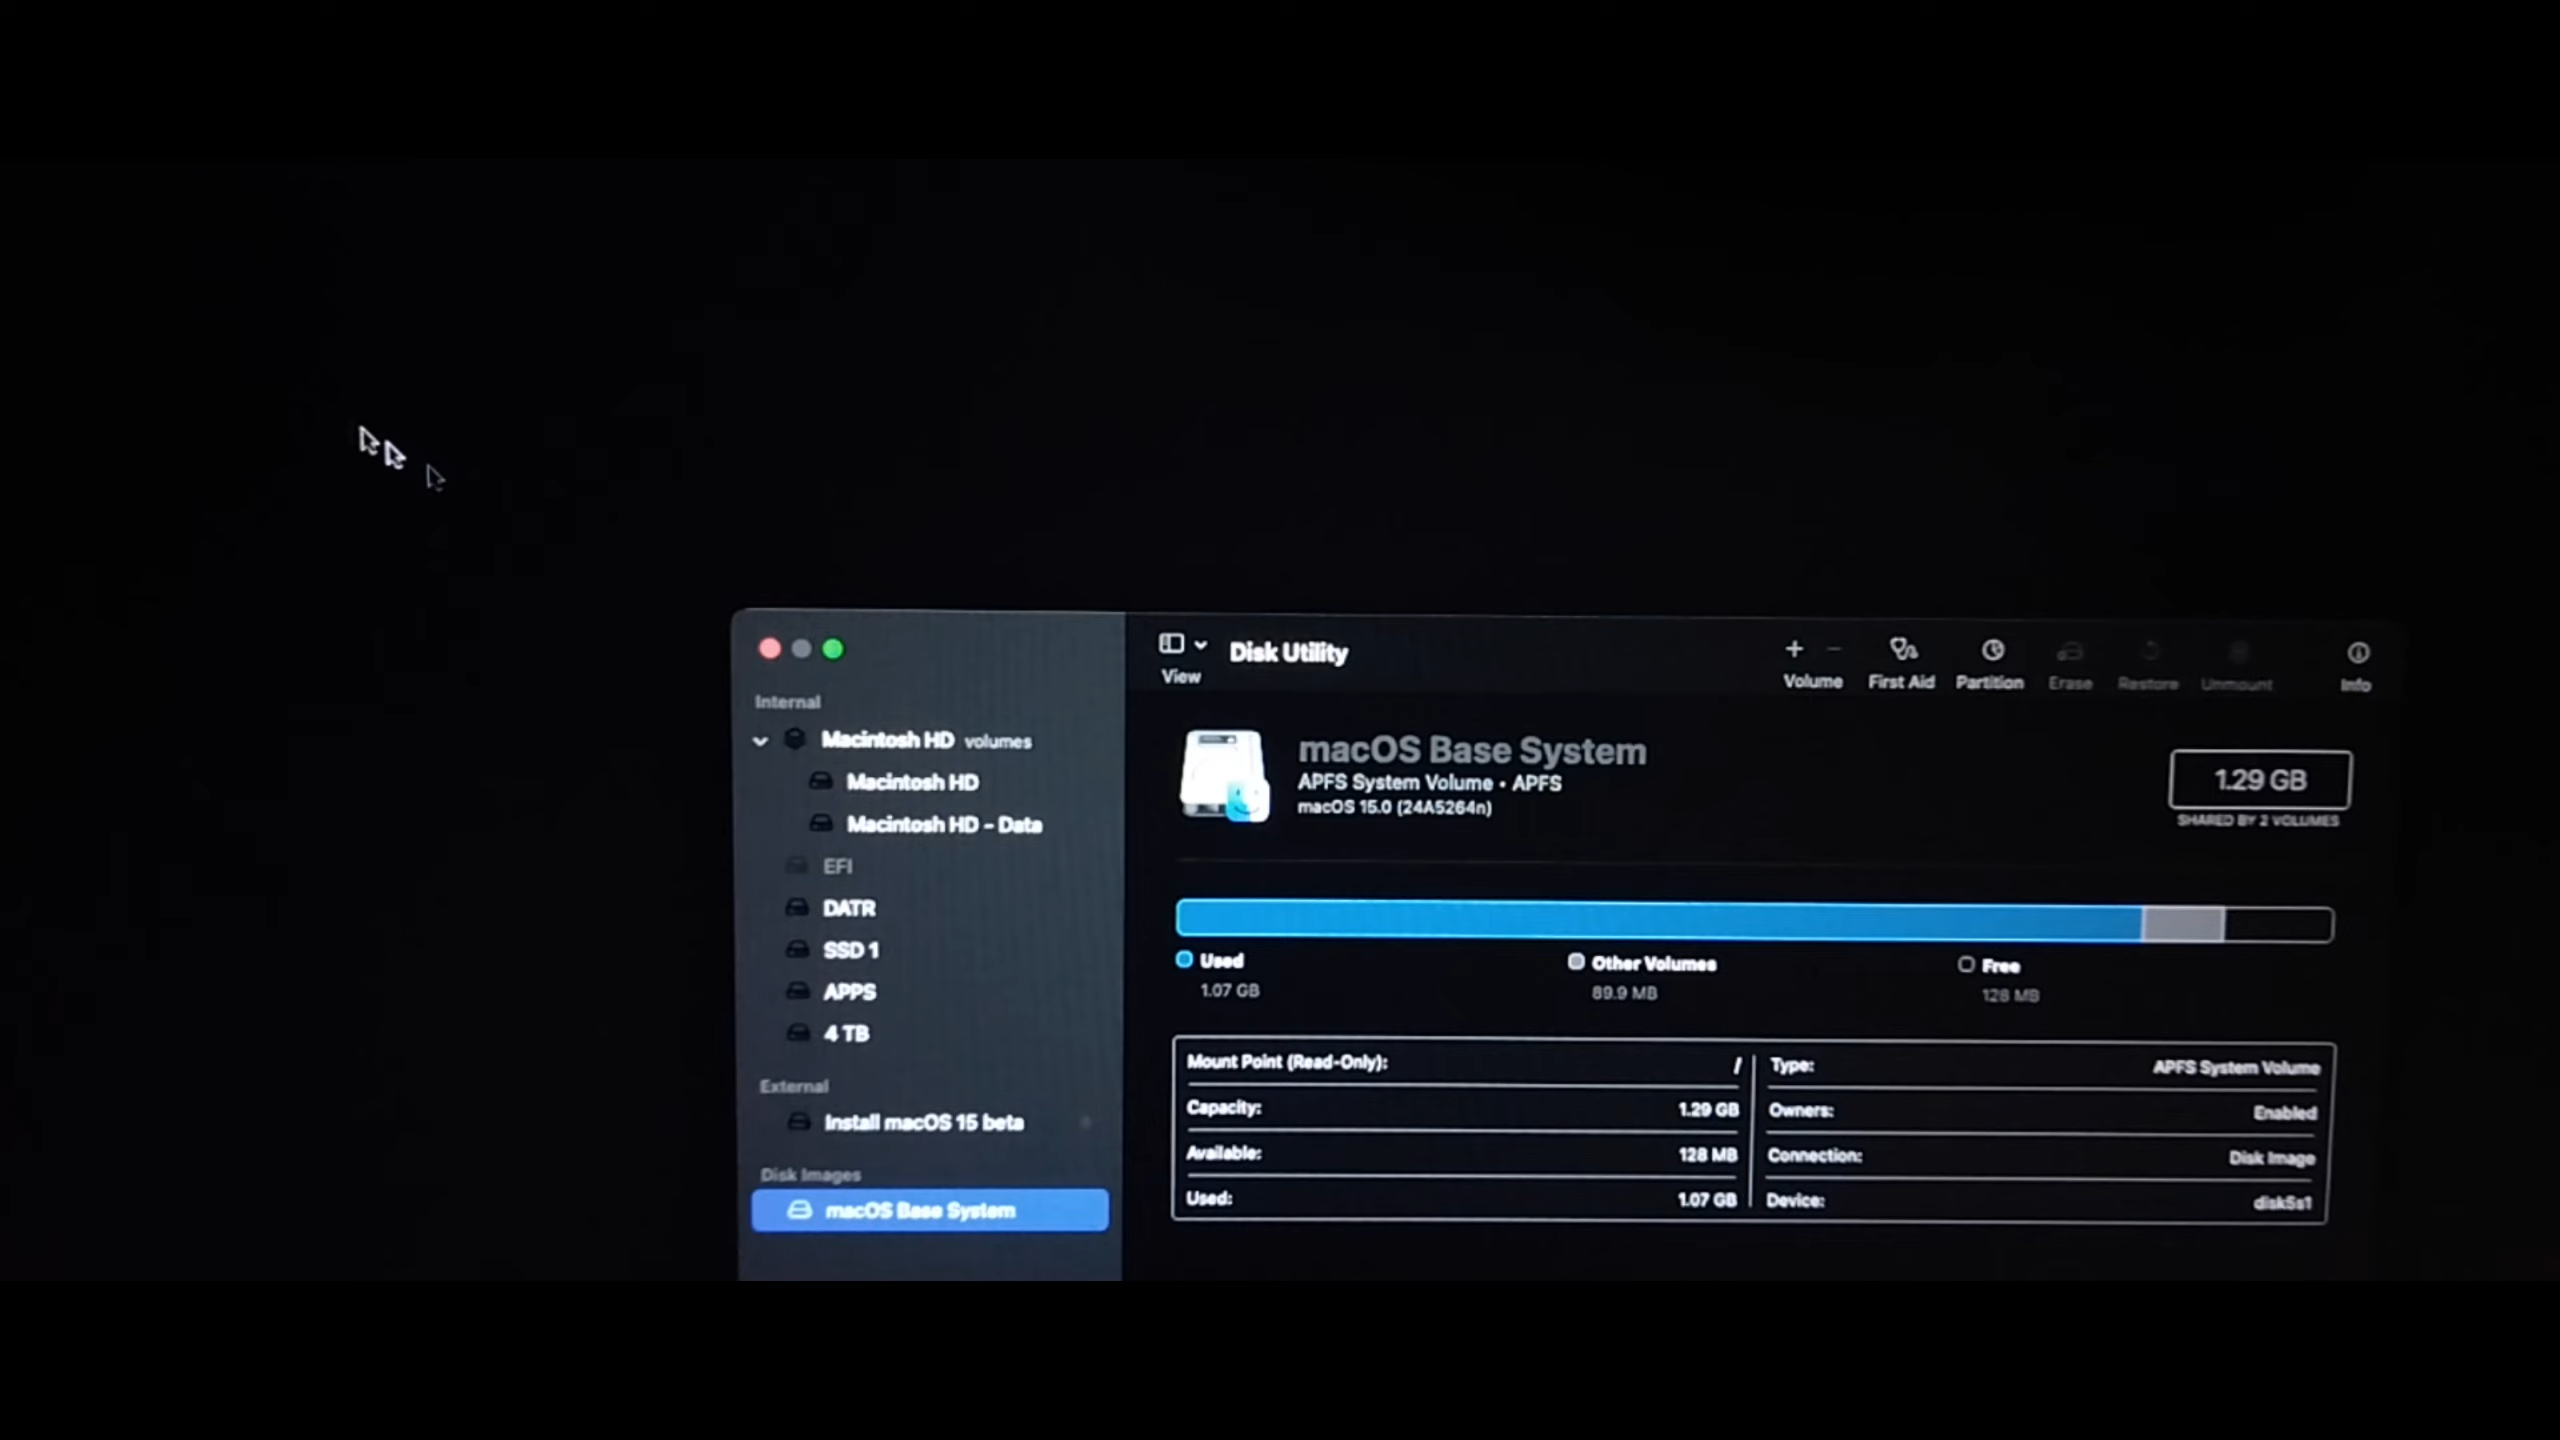 View
Disk Utility
Volume
First Aid
Partition
Erase
Restore
Unmount
Info
Internal
Macintosh HD volumes
Macintosh HD
Macintosh HD - Data
EFI
DATR
SSD 1
APPS
4 TB
External
Install macOS 15 beta
Disk Images
macOS Base System
macOS Base System
APFS System Volume • APFS
macOS 15.0 (24A5264n)
1.29 GB
SHARED BY 2 VOLUMES
Used
1.07 GB
Other Volumes
89.9 MB
Free
128 MB
Mount Point (Read-Only): /
Capacity: 1.29 GB
Available: 128 MB
Used: 1.07 GB
Type: APFS System Volume
Owners: Enabled
Connection: Disk Image
Device: disk5s1